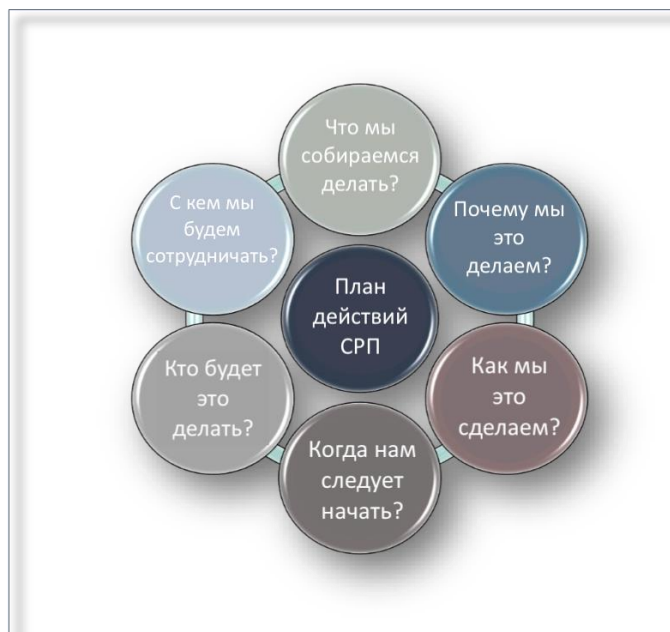 Что мы
собираемся
делать?
Почему мы
это
делаем?
Как мы
это
сделаем?
Когда нам
следует
начать?
Кто будет
это
делать?
С кем мы
будем
сотрудничать?
План
действий
СРП